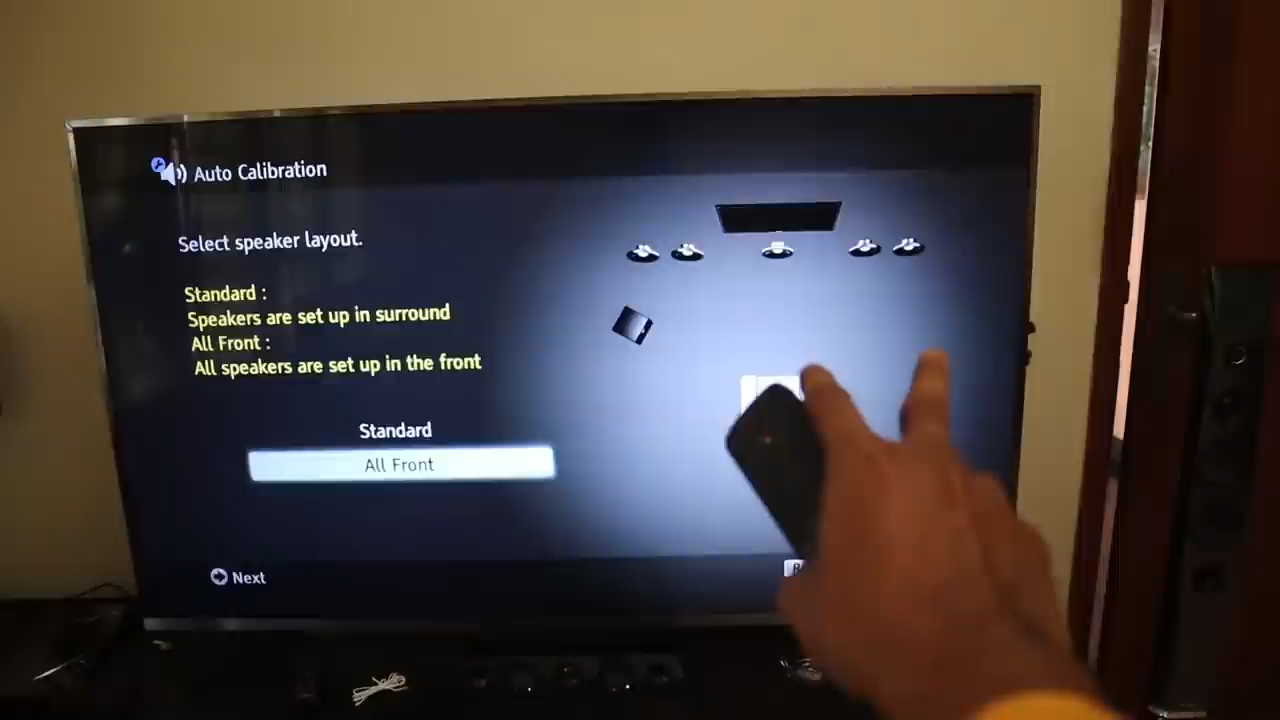 Auto Calibration
Select speaker layout.
Standard :
Speakers are set up in surround
All Front :
All speakers are set up in the front
Standard
All Front
Next